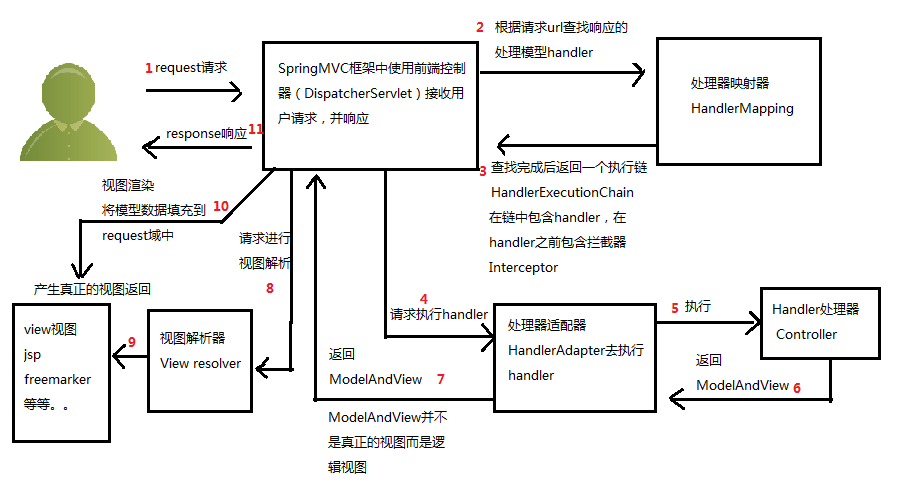 1 request请求
response响应 11
SpringMVC框架中使用前端控制
器（DispatcherServlet）接收用
户请求，并响应
2 根据请求url查找响应的
处理模型handler
处理器映射器
HandlerMapping
3 查找完成后返回一个执行链
HandlerExecutionChain
在链中包含handler，在
handler之前包含拦截器
Interceptor
4
请求执行handler
处理器适配器
HandlerAdapter去执行
handler
5 执行
Handler处理器
Controller
返回
ModelAndView 6
返回
ModelAndView 7
ModelAndView并不
是真正的视图而是逻
辑视图
请求进行
视图解析
8
视图解析器
View resolver
9
view视图
jsp
freemarker
等等。。
视图渲染
将模型数据填充到 10
request域中
产生真正的视图返回